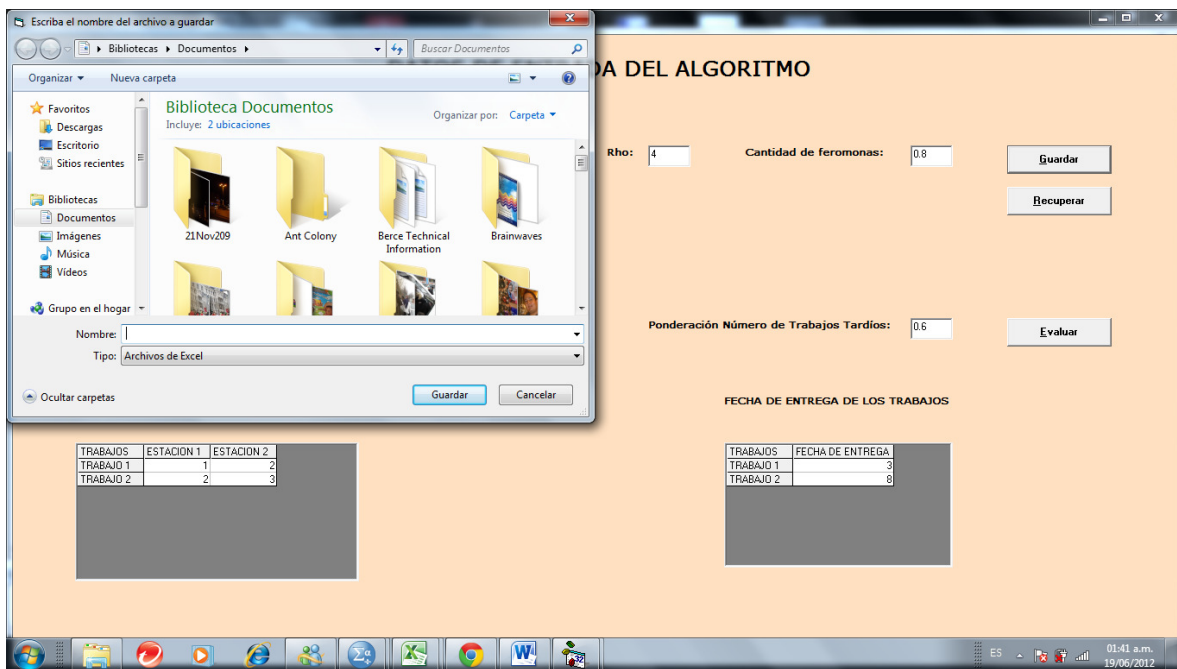 Escriba el nombre del archivo a guardar
Bibliotecas Documentos
Buscar Documentos
Organizar Nueva carpeta
Favoritos
Descargas
Escritorio
Sitios recientes
Bibliotecas
Documentos
Imágenes
Música
Vídeos
Grupo en el hogar
Biblioteca Documentos
Incluye: 2 ubicaciones
Organizar por: Carpeta
21Nov209
Ant Colony
Berce Technical
Information
Brainwaves
Nombre:
Tipo: Archivos de Excel
Ocultar carpetas
Guardar
Cancelar
DA DEL ALGORITMO
Rho: 4
Cantidad de feromonas: 0.8
Guardar
Recuperar
Ponderación Número de Trabajos Tardíos: 0.6
Evaluar
FECHA DE ENTREGA DE LOS TRABAJOS
TRABAJOS ESTACION 1 ESTACION 2
TRABAJO 1 1 2
TRABAJO 2 2 3
TRABAJOS FECHA DE ENTREGA
TRABAJO 1 3
TRABAJO 2 8
ES
01:41 a.m.
19/06/2012